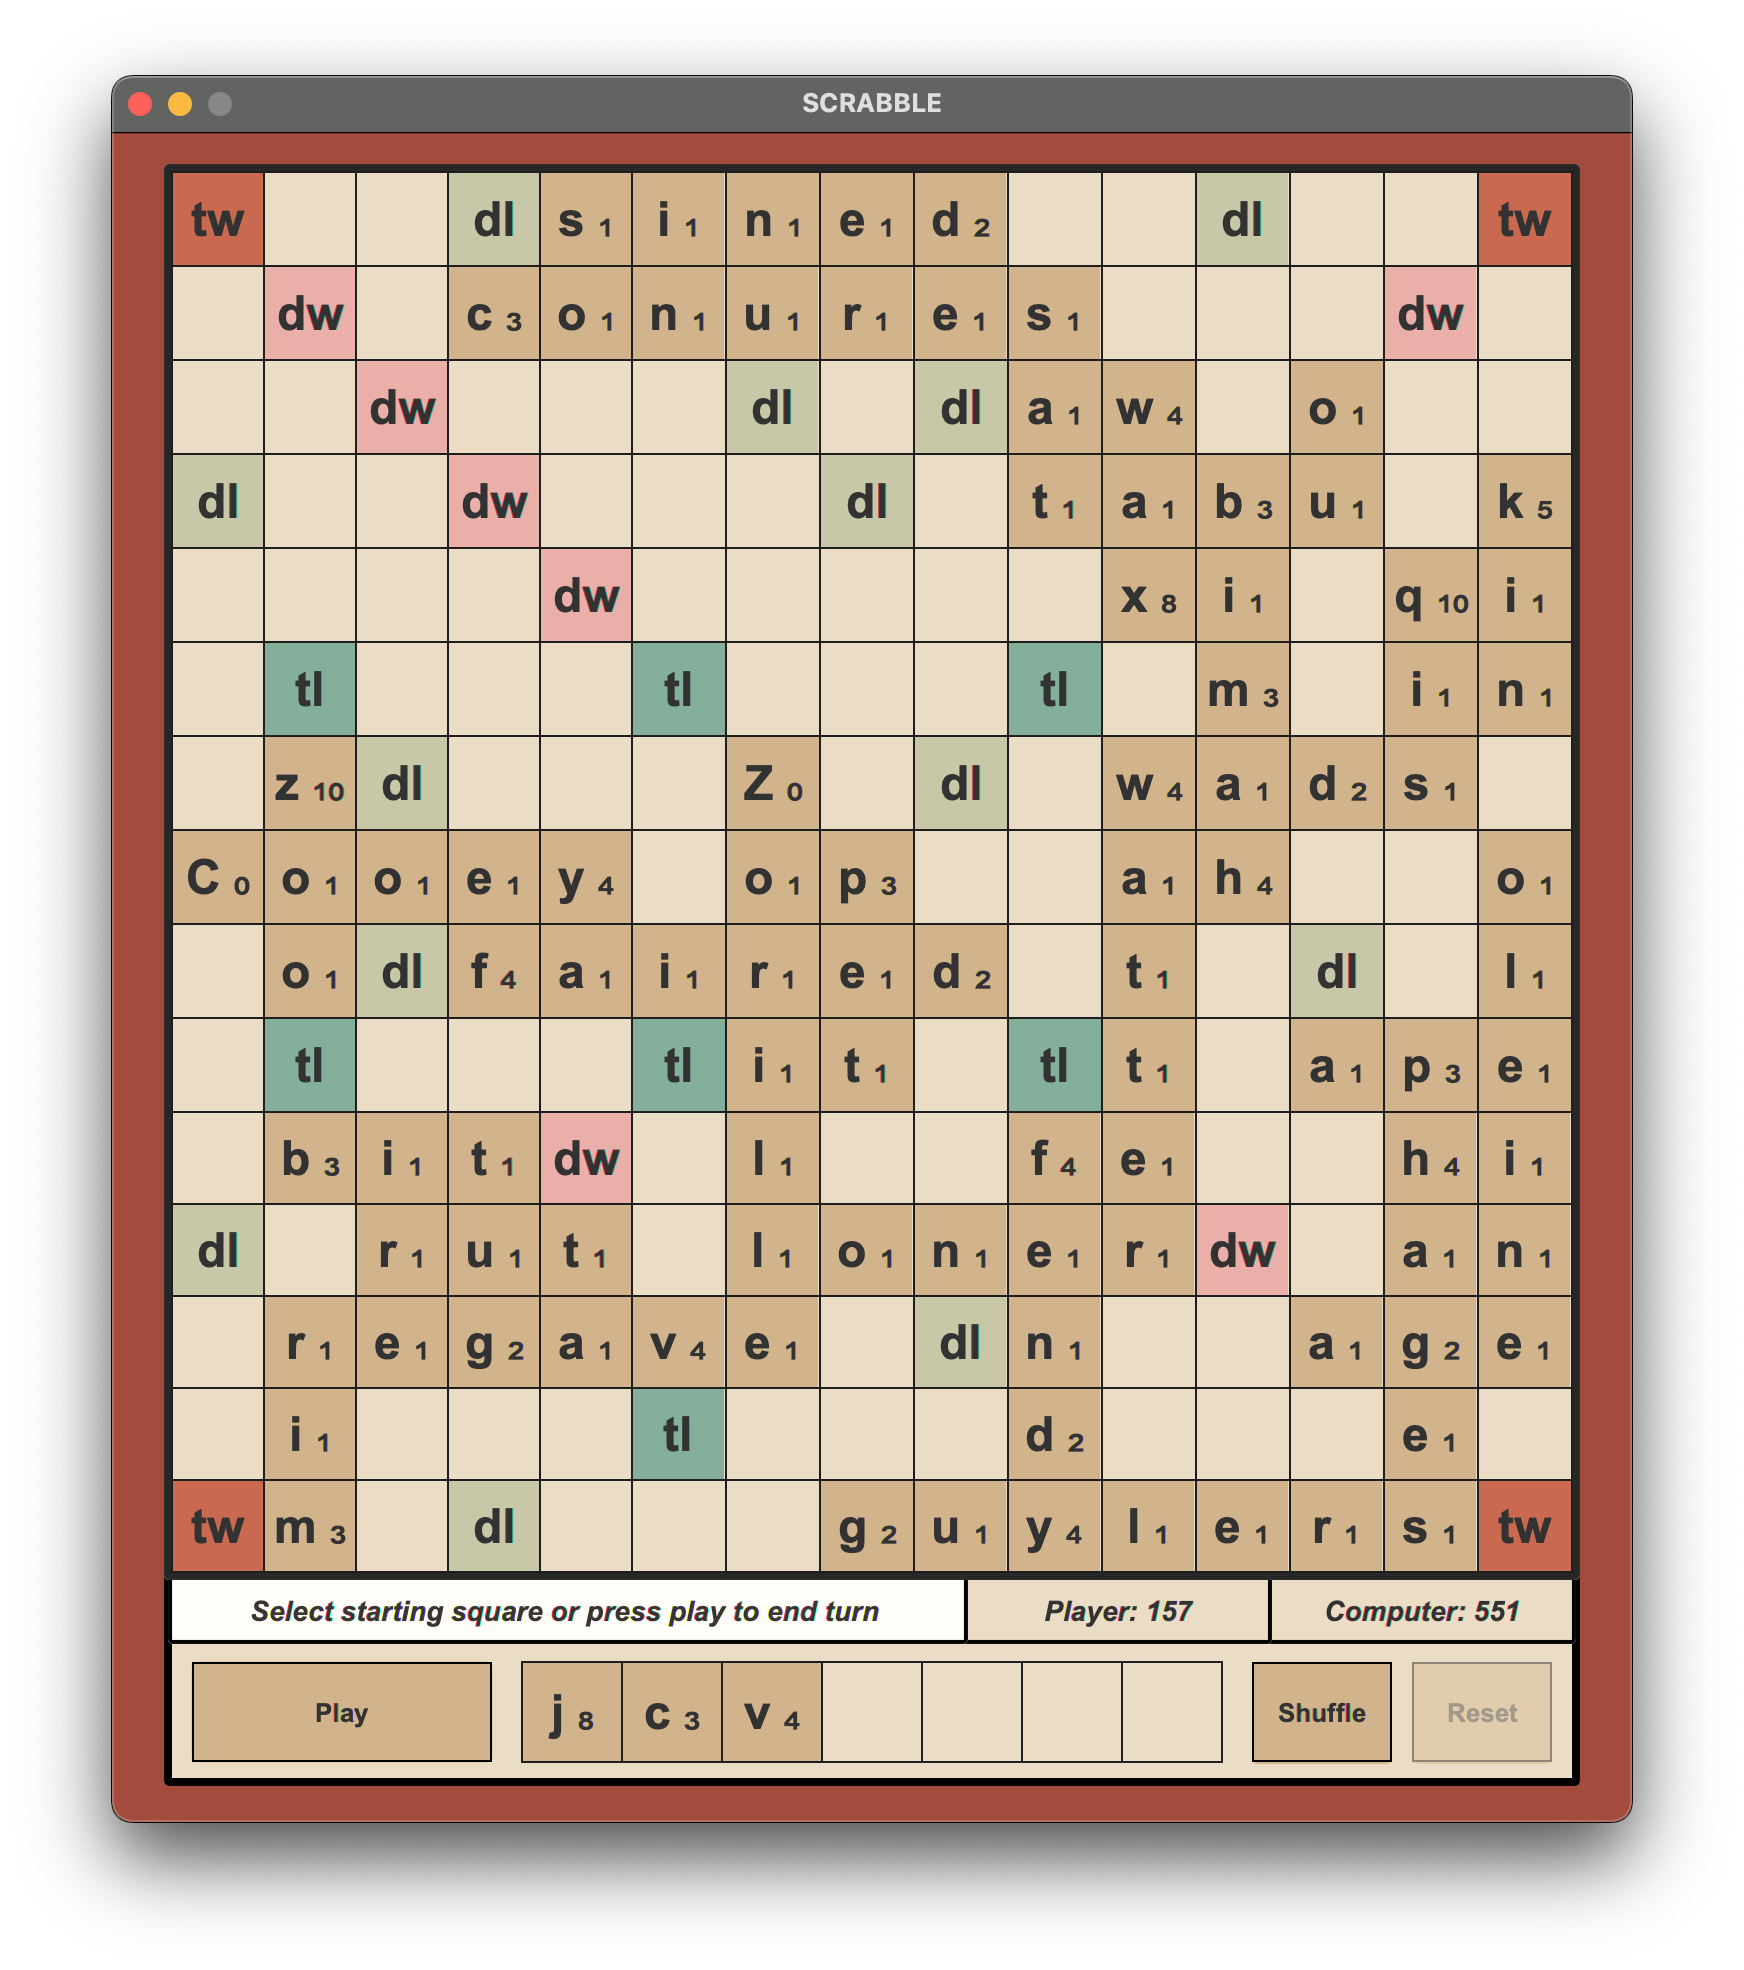 SCRABBLE
tw dl s 1 i 1 n 1 e 1 d 2 dl tw
dw c 3 o 1 n 1 u 1 r 1 e 1 s 1 dw
dw dl dl a 1 w 4 o 1
dl dw dl t 1 a 1 b 3 u 1 k 5
dw x 8 i 1 q 10 i 1
tl tl tl m 3 i 1 n 1
z 10 dl Z 0 dl w 4 a 1 d 2 s 1
C 0 o 1 o 1 e 1 y 4 o 1 p 3 a 1 h 4 o 1
o 1 dl f 4 a 1 i 1 r 1 e 1 d 2 t 1 dl l 1
tl tl i 1 t 1 tl t 1 a 1 p 3 e 1
b 3 i 1 t 1 dw l 1 f 4 e 1 h 4 i 1
dl r 1 u 1 t 1 l 1 o 1 n 1 e 1 r 1 dw a 1 n 1
r 1 e 1 g 2 a 1 v 4 e 1 dl n 1 a 1 g 2 e 1
i 1 tl d 2 e 1
tw m 3 dl g 2 u 1 y 4 l 1 e 1 r 1 s 1 tw
Select starting square or press play to end turn Player: 157 Computer: 551
Play j 8 c 3 v 4 Shuffle Reset